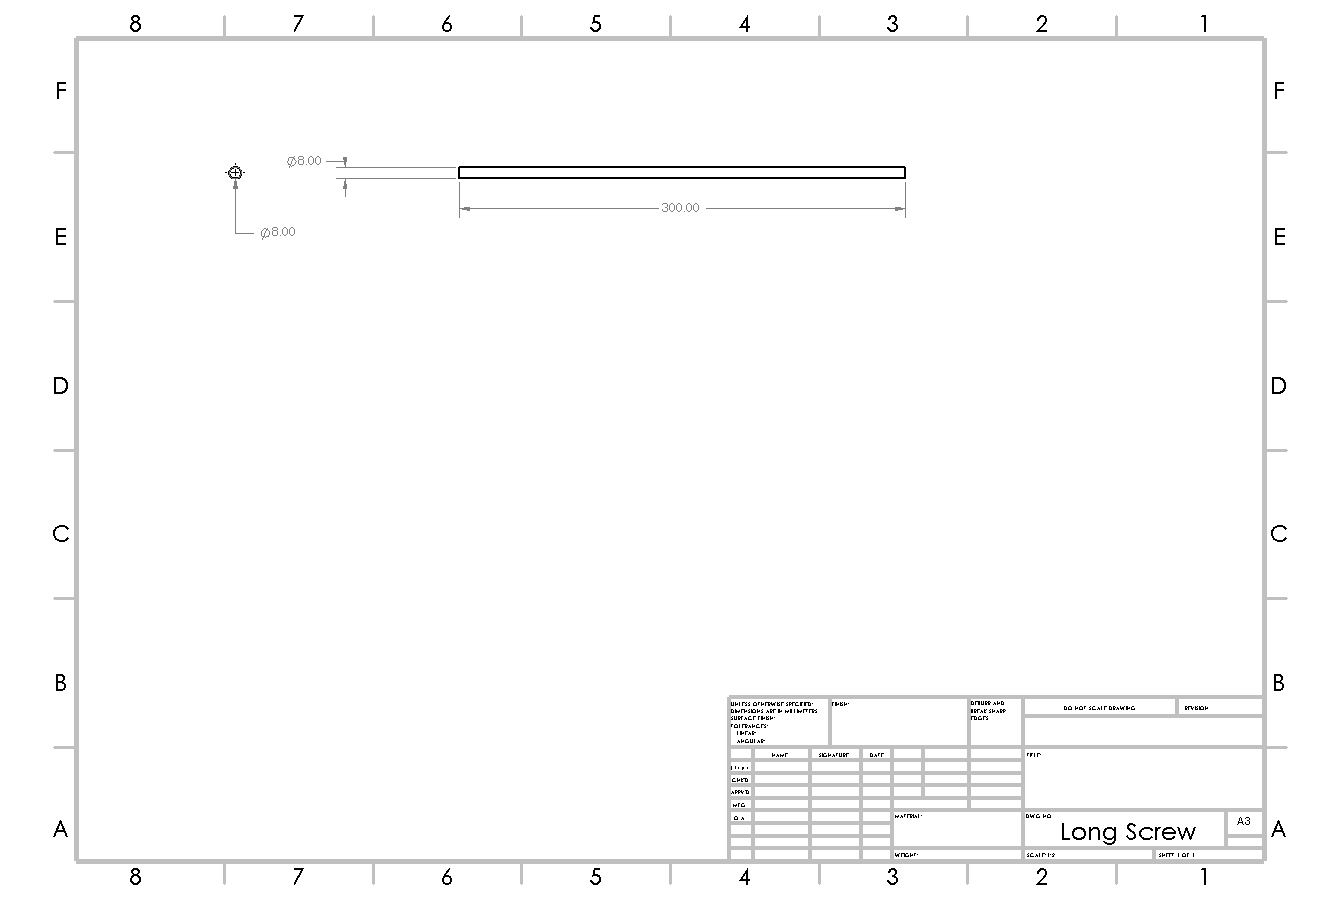 8 7 6 5 4 3 2 1
F F
⌀8.00
300.00
⌀8.00
E E
D D
C C
B B
UNLESS OTHERWISE SPECIFIED:
DIMENSIONS ARE IN MILLIMETERS
SURFACE FINISH:
TOLERANCES:
LINEAR:
ANGULAR:
FINISH:
DEBURR AND
BREAK SHARP
EDGES
DO NOT SCALE DRAWING
REVISION
NAME SIGNATURE DATE
TITLE:
CHK'D
APPV'D
MFG
Q.A
MATERIAL:
DWG NO.
Long Screw
A3
A A
WEIGHT:
SCALE:1:2
SHEET 1 OF 1
8 7 6 5 4 3 2 1